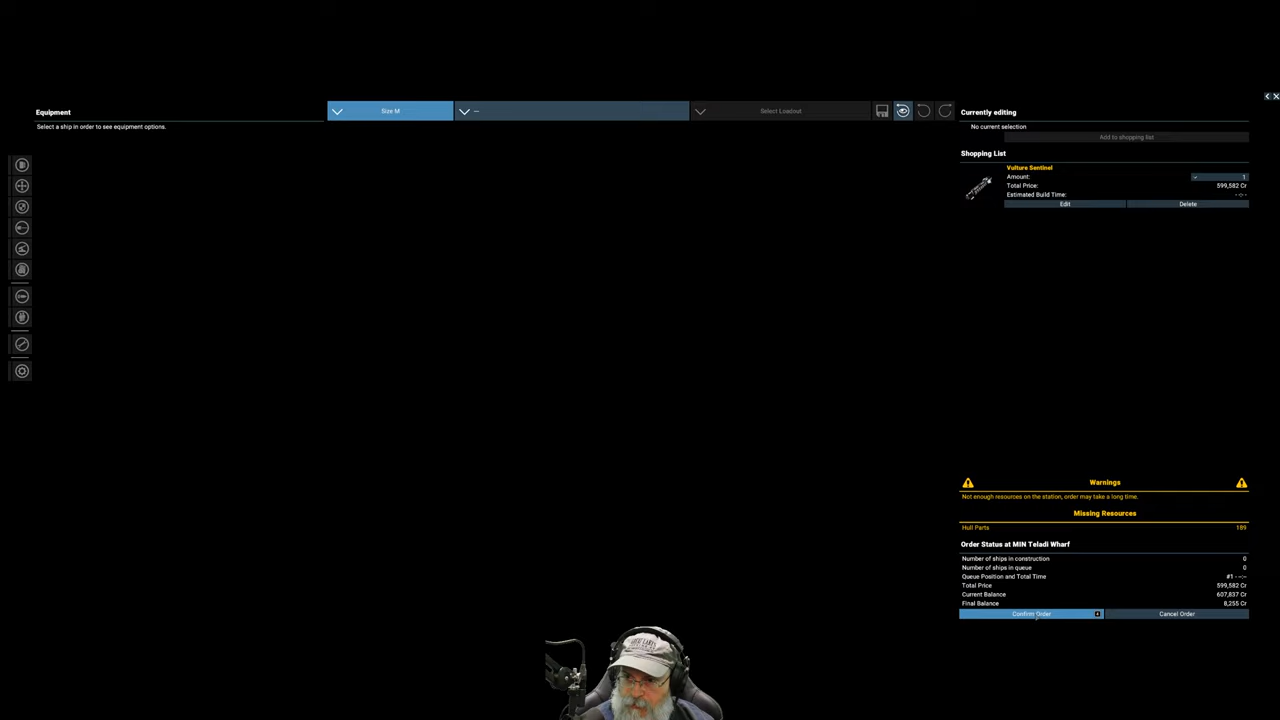 Equipment
Select a ship in order to see equipment options.
Size M
--
Select Loadout
Currently editing
No current selection
Add to shopping list
Shopping List
Vulture Sentinel
Amount: 1
Total Price: 599,582 Cr
Estimated Build Time: --:--
Edit Delete
Warnings
Not enough resources on the station, order may take a long time.
Missing Resources
Hull Parts 189
Order Status at MIN Teladi Wharf
Number of ships in construction 0
Number of ships in queue 0
Queue Position and Total Time #1 - --:--
Total Price 599,582 Cr
Current Balance 607,837 Cr
Final Balance 8,255 Cr
Confirm Order Cancel Order